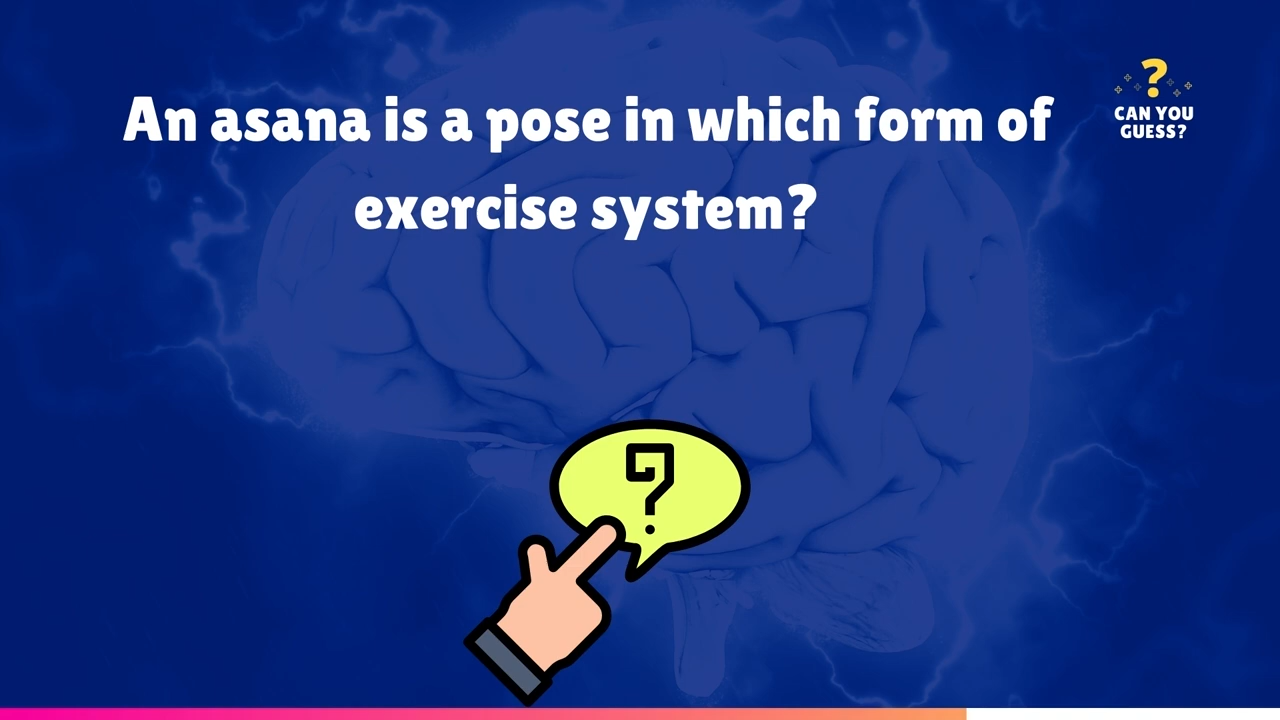 An asana is a pose in which form of
exercise system?
?
CAN YOU
GUESS?
?